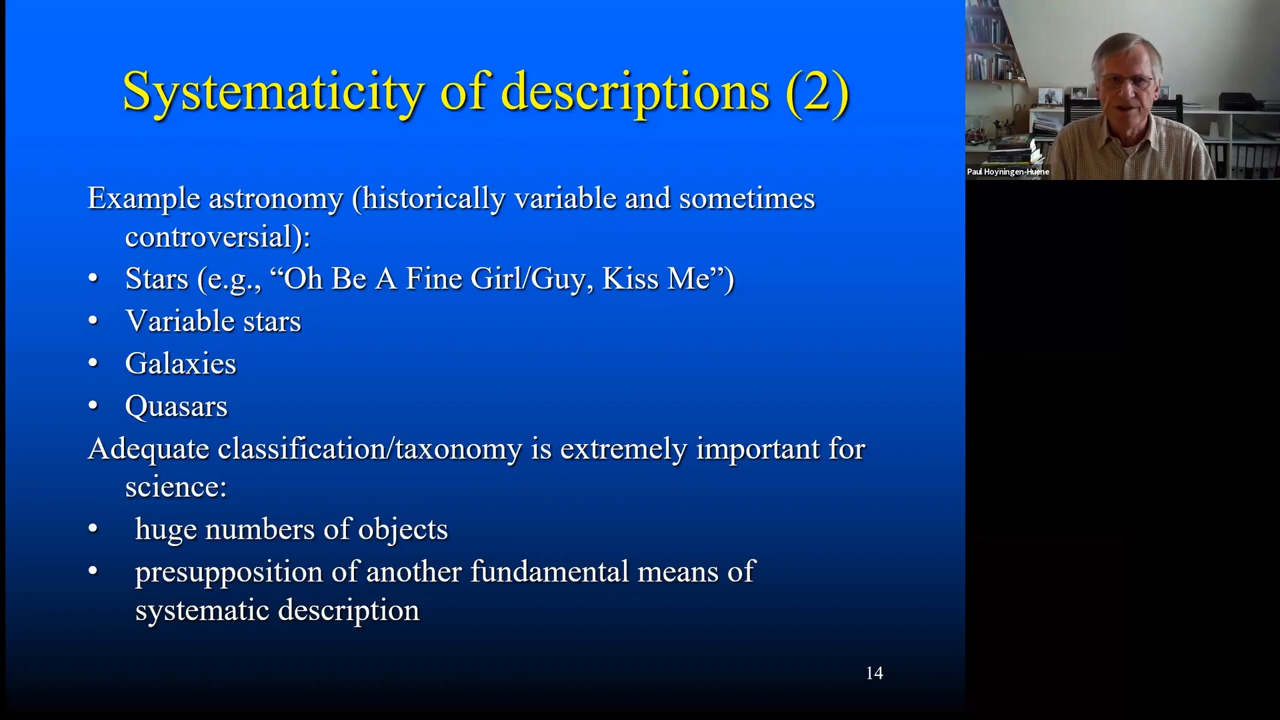 Systematicity of descriptions (2)
Example astronomy (historically variable and sometimes
controversial):
• Stars (e.g., “Oh Be A Fine Girl/Guy, Kiss Me”)
• Variable stars
• Galaxies
• Quasars
Adequate classification/taxonomy is extremely important for
science:
• huge numbers of objects
• presupposition of another fundamental means of
systematic description
14
Paul Hoyningen-Huene